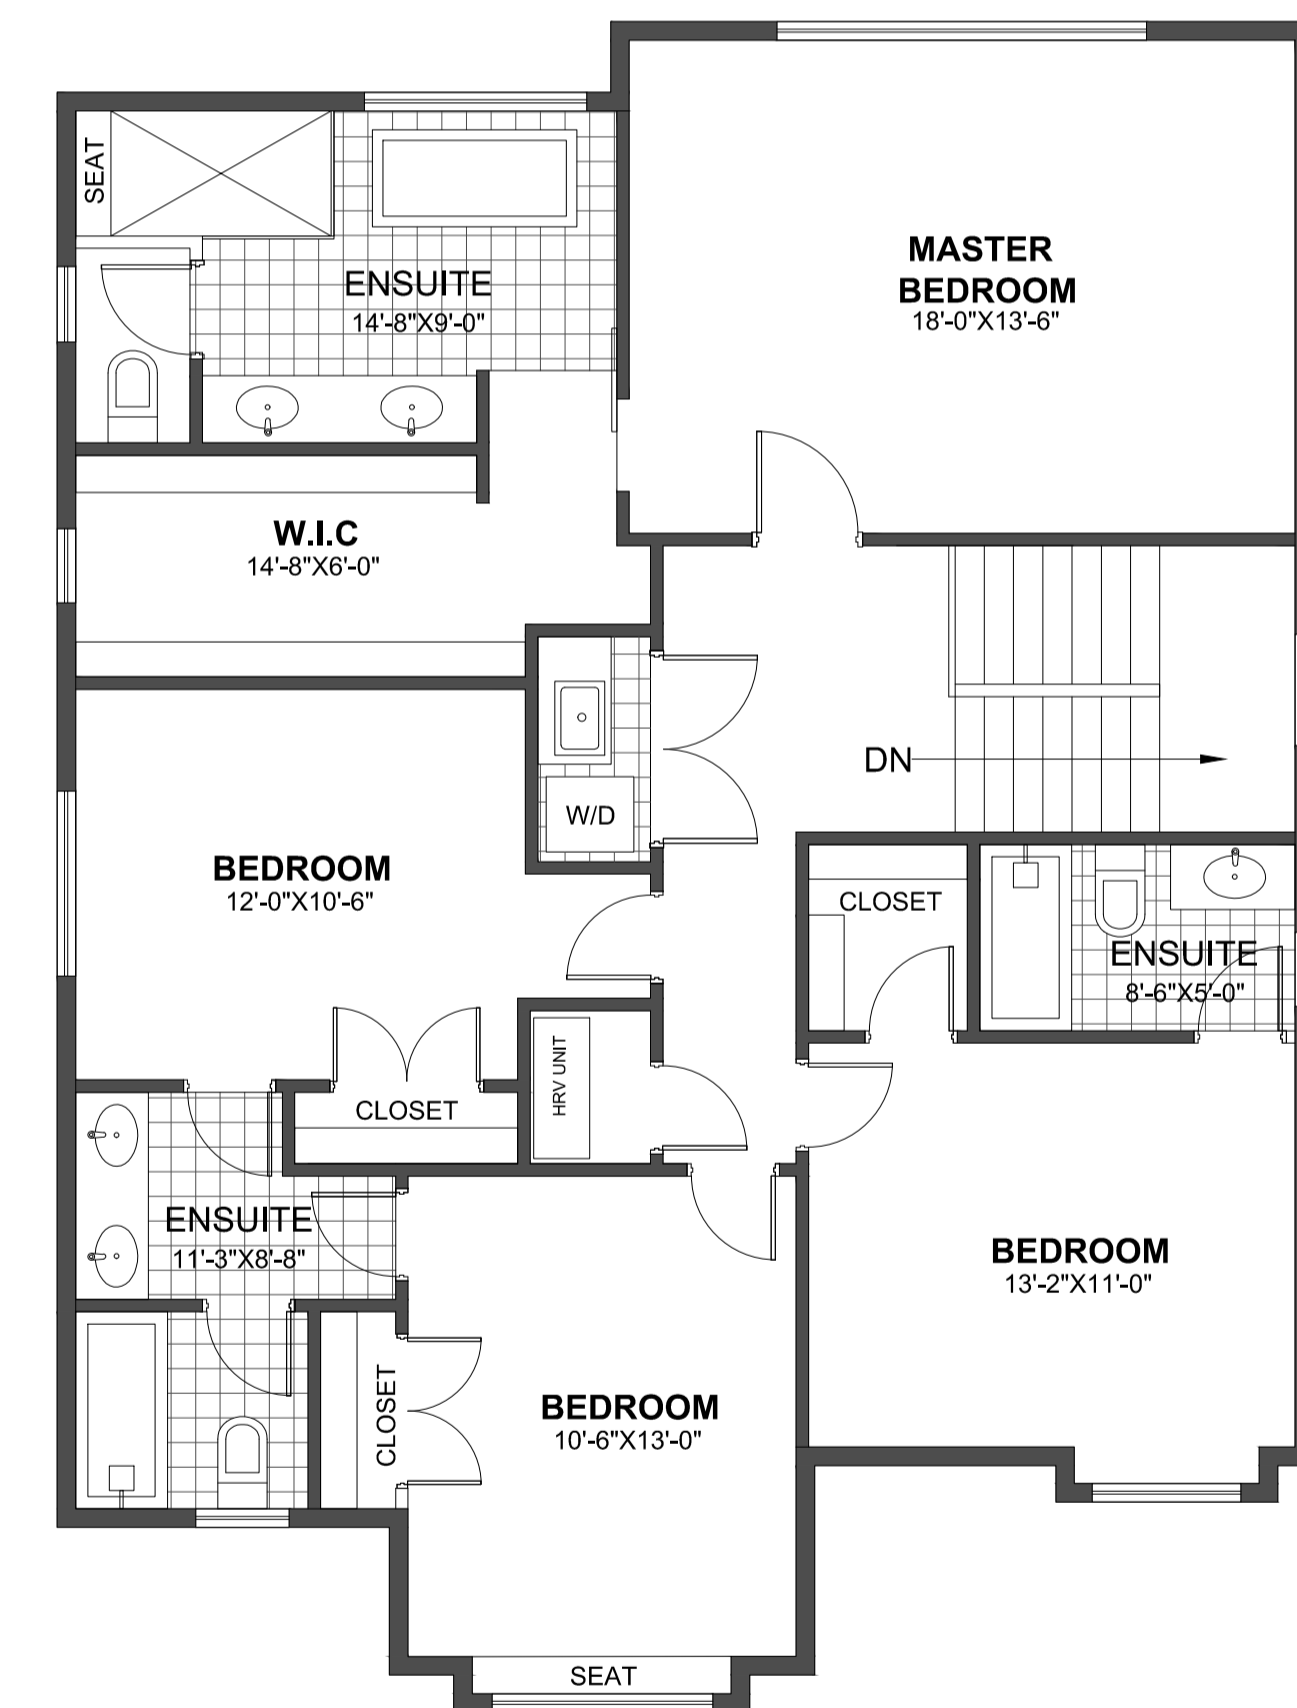 SEAT
ENSUITE
14'-8"X9'-0"
MASTER
BEDROOM
18'-0"X13'-6"
W.I.C
14'-8"X6'-0"
DN
W/D
BEDROOM
12'-0"X10'-6"
CLOSET
ENSUITE
8'-6"X5'-0"
HRV UNIT
CLOSET
ENSUITE
11'-3"X8'-8"
BEDROOM
13'-2"X11'-0"
CLOSET
BEDROOM
10'-6"X13'-0"
SEAT